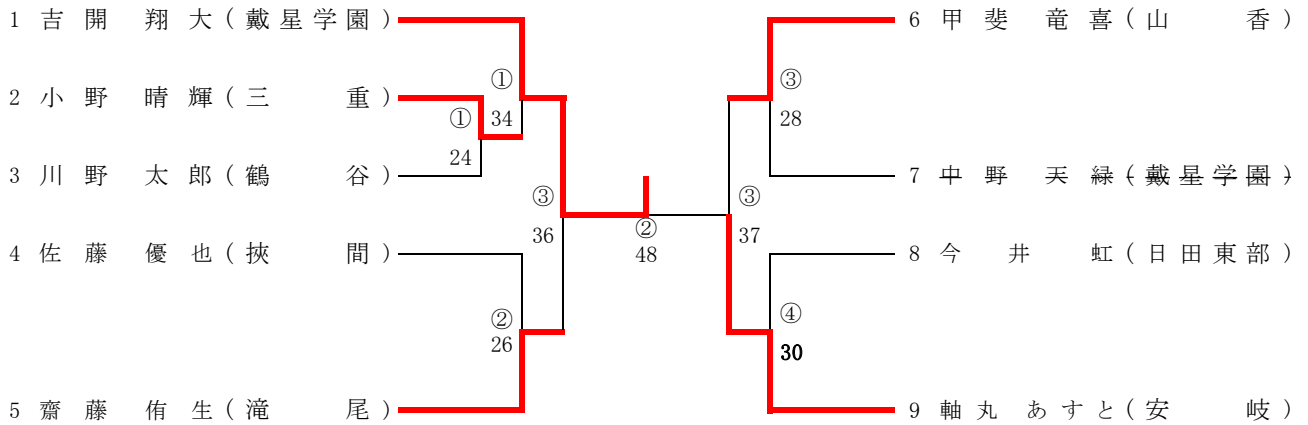 1 吉 開 翔 大 ( 戴 星 学 園 )
2 小 野 晴 輝 ( 三 重 )
3 川 野 太 郎 ( 鶴 谷 )
4 佐 藤 優 也 ( 挾 間 )
5 齋 藤 侑 生 ( 滝 尾 )
①
34
①
24
③
36
②
26
②
48
③
37
③
28
④
30
6 甲 斐 竜 喜 ( 山 香 )
7 中 野 天 緑 ( 戴 星 学 園 )
8 今 井 虹 ( 日 田 東 部 )
9 軸 丸 あ す と ( 安 岐 )